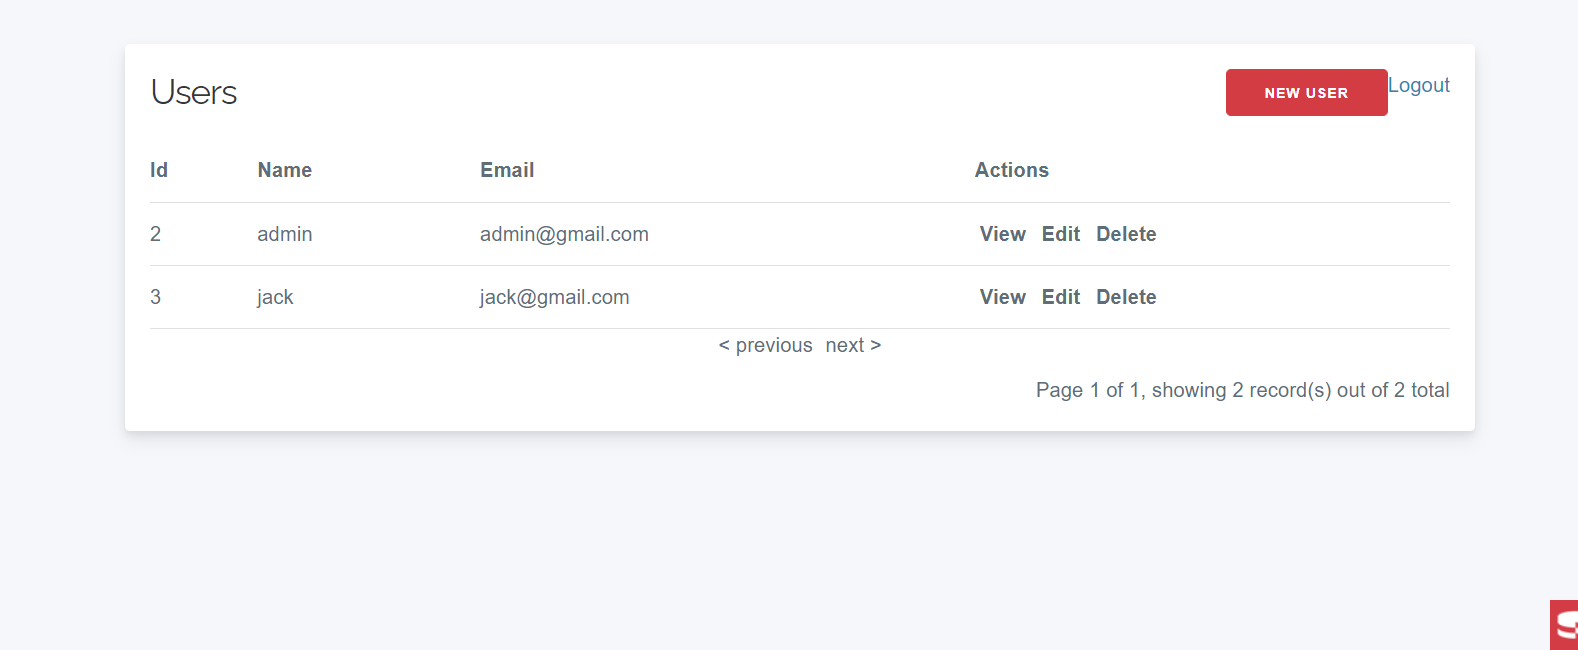 Users NEW USER Logout
Id Name Email Actions
2 admin admin@gmail.com View Edit Delete
3 jack jack@gmail.com View Edit Delete
< previous next >
Page 1 of 1, showing 2 record(s) out of 2 total